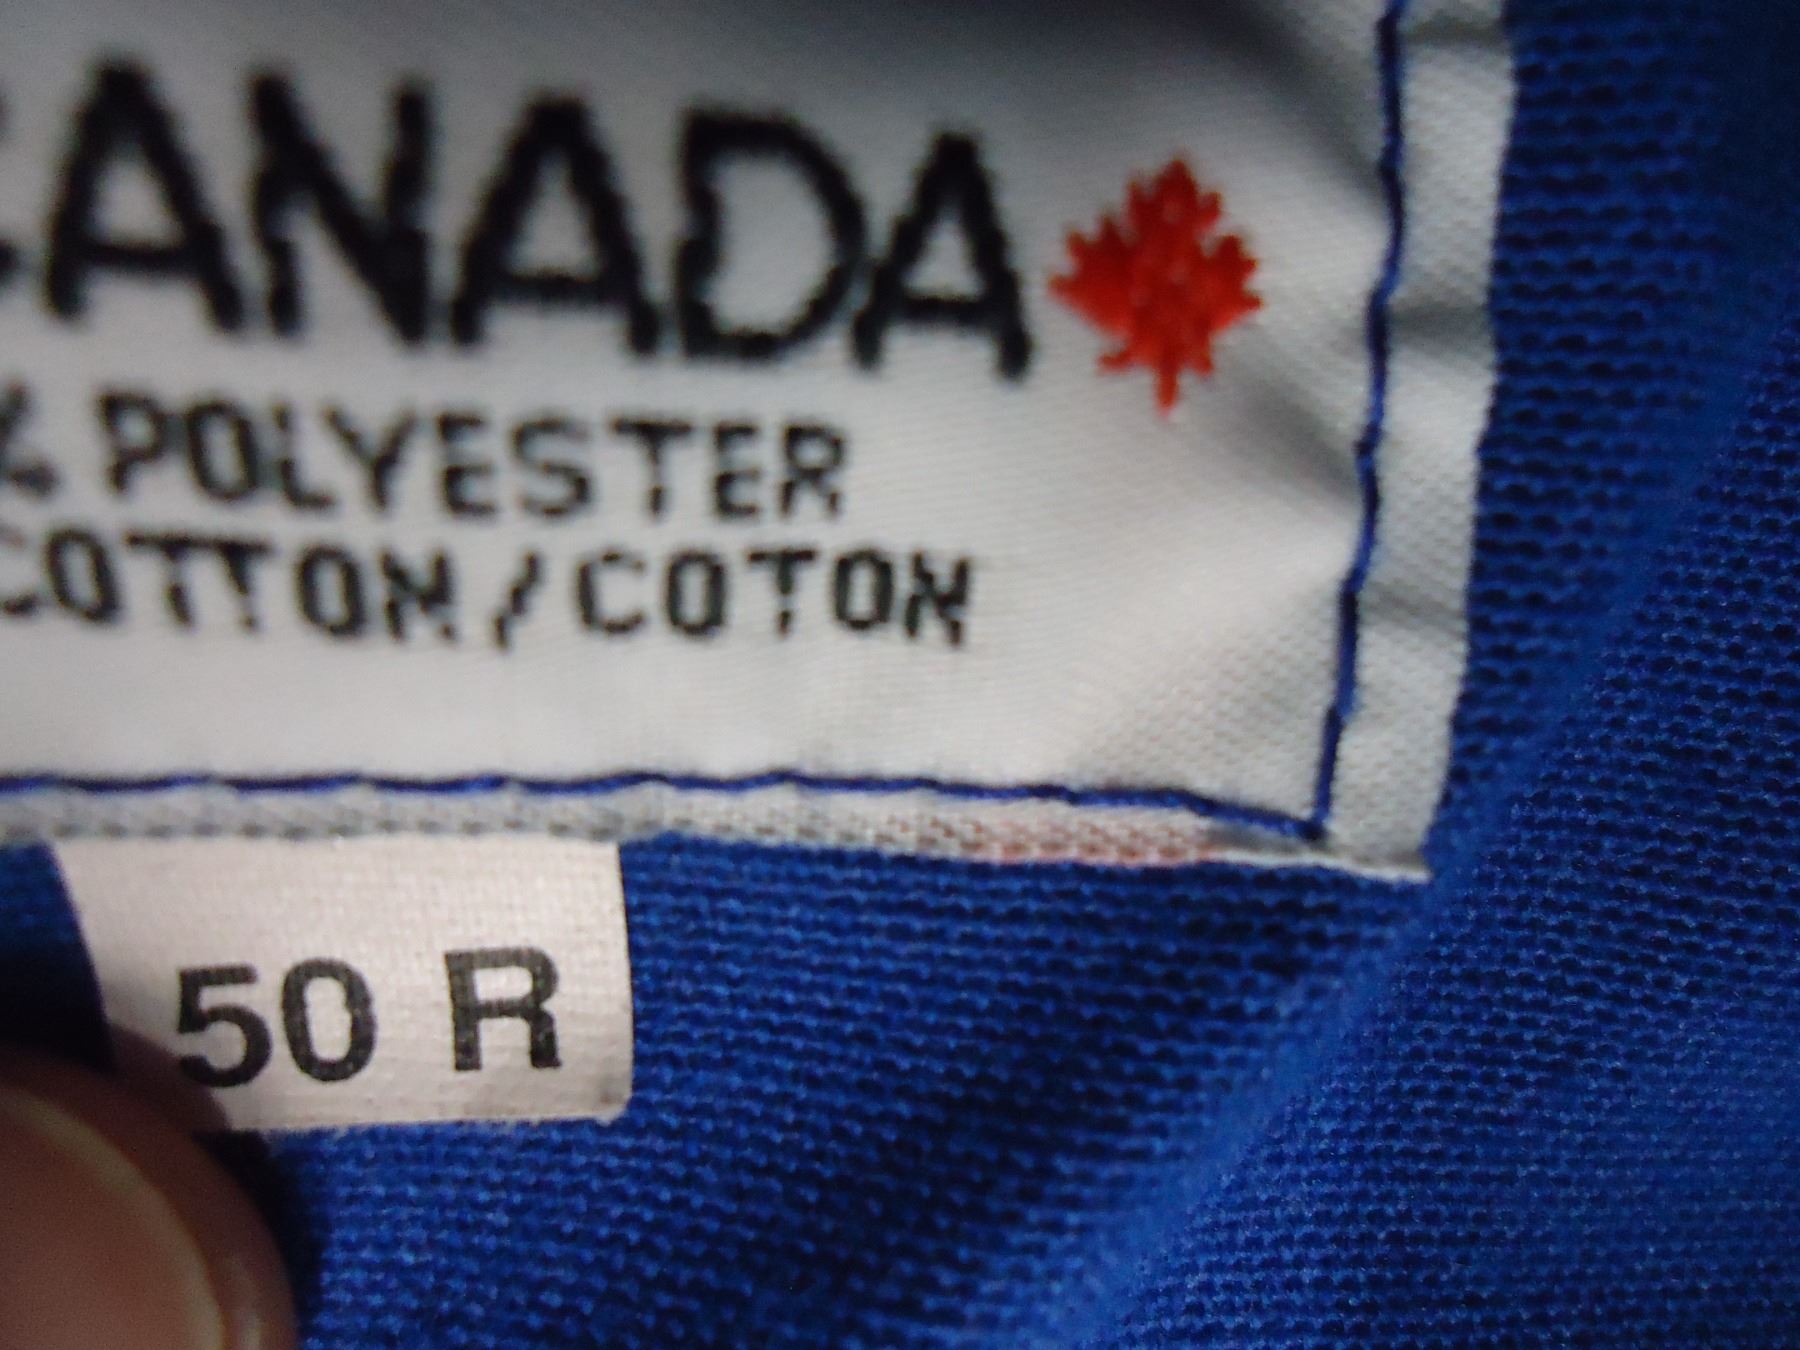 CANADA
% POLYESTER
COTTON/COTON
50 R